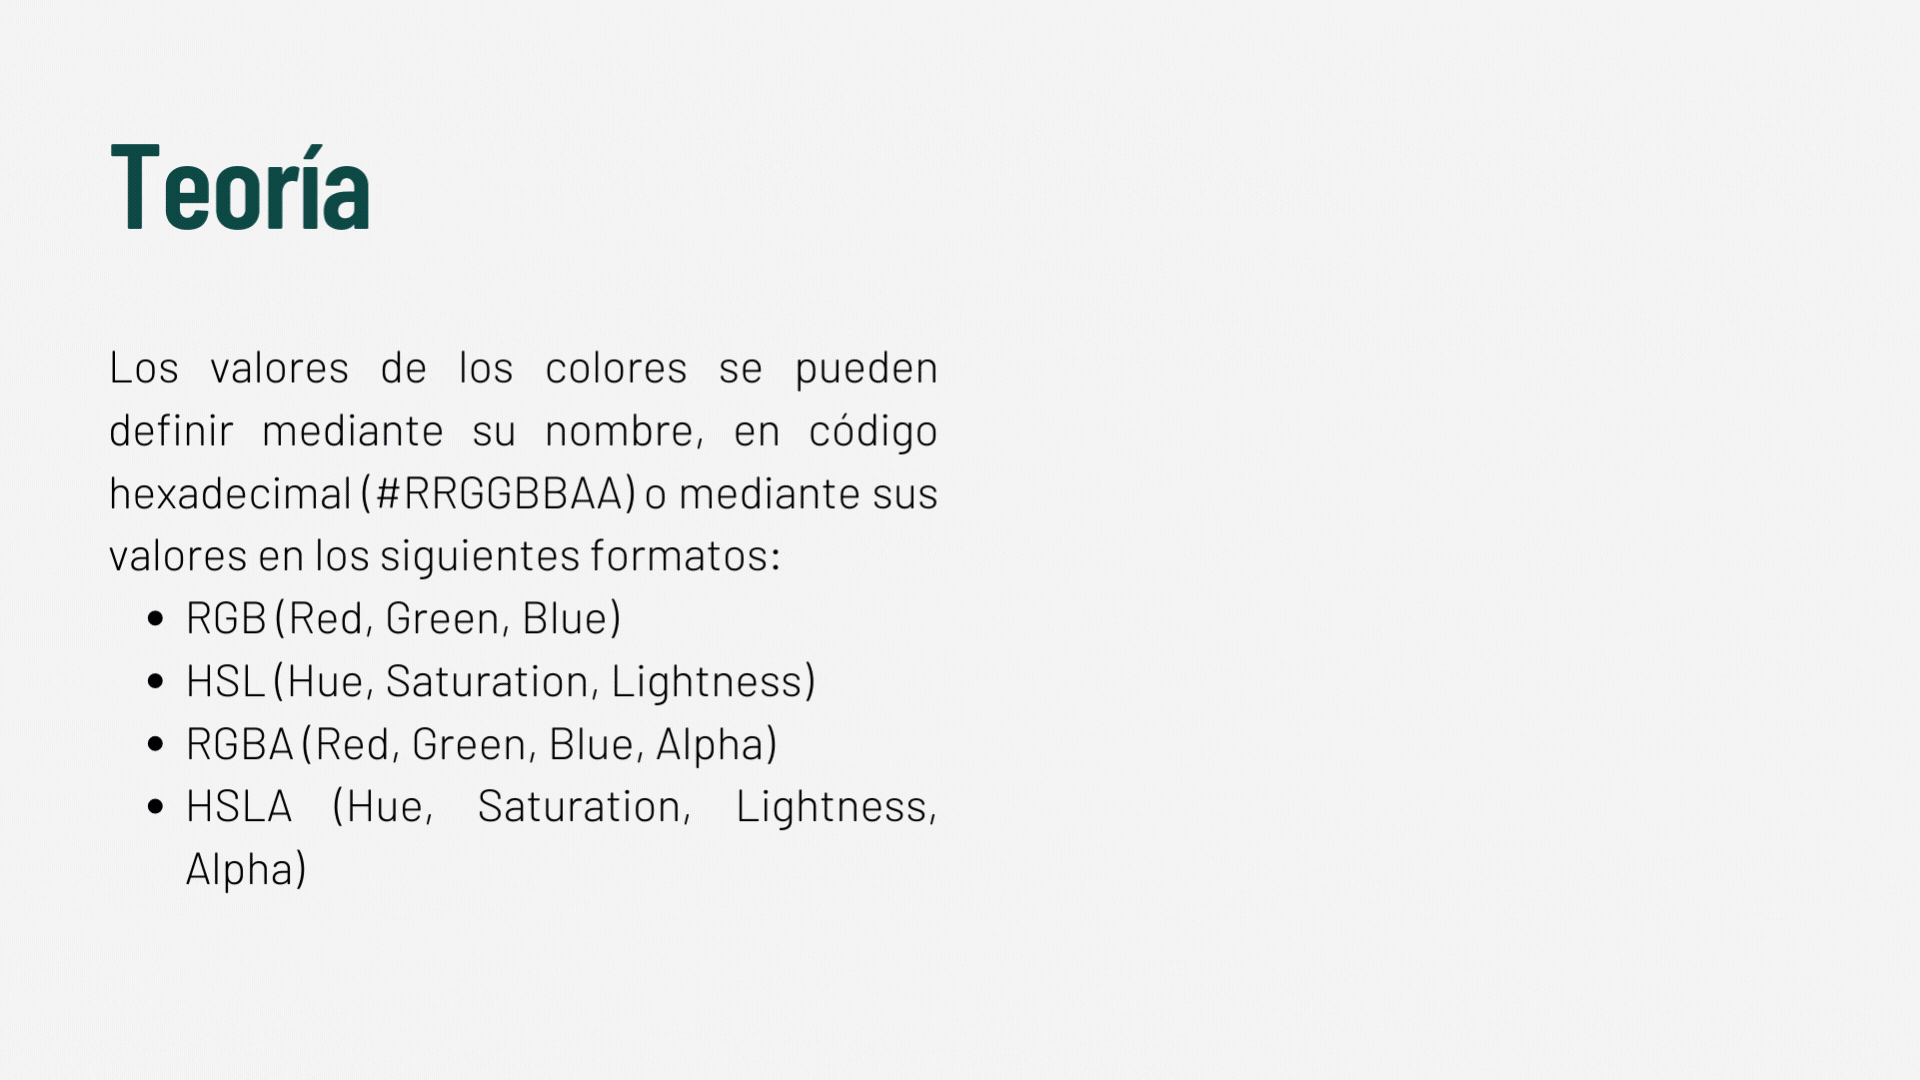 Teoría
Los valores de los colores se pueden
definir mediante su nombre, en código
hexadecimal (#RRGGBBAA) o mediante sus
valores en los siguientes formatos:
• RGB (Red, Green, Blue)
• HSL (Hue, Saturation, Lightness)
• RGBA (Red, Green, Blue, Alpha)
• HSLA (Hue, Saturation, Lightness,
Alpha)